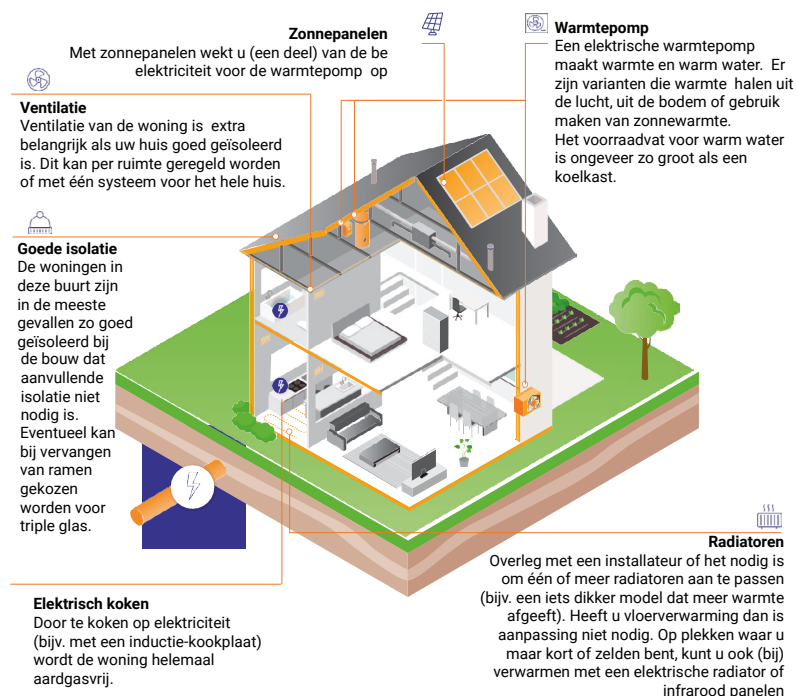 Zonnepanelen
Met zonnepanelen wekt u (een deel) van de be
elektriciteit voor de warmtepomp op
Warmtepomp
Een elektrische warmtepomp
maakt warmte en warm water. Er
zijn varianten die warmte halen uit
de lucht, uit de bodem of gebruik
maken van zonnewarmte.
Het voorraadvat voor warm water
is ongeveer zo groot als een
koelkast.
Ventilatie
Ventilatie van de woning is extra
belangrijk als uw huis goed geïsoleerd
is. Dit kan per ruimte geregeld worden
of met één systeem voor het hele huis.
Goede isolatie
De woningen in
deze buurt zijn
in de meeste
gevallen zo goed
geïsoleerd bij
de bouw dat
aanvullende
isolatie niet
nodig is.
Eventueel kan
bij vervangen
van ramen
gekozen
worden voor
triple glas.
Radiatoren
Overleg met een installateur of het nodig is
om één of meer radiatoren aan te passen
(bijv. een iets dikker model dat meer warmte
afgeeft). Heeft u vloerverwarming dan is
aanpassing niet nodig. Op plekken waar u
maar kort of zelden bent, kunt u ook (bij)
verwarmen met een elektrische radiator of
infrarood panelen
Elektrisch koken
Door te koken op elektriciteit
(bijv. met een inductie-kookplaat)
wordt de woning helemaal
aardgasvrij.